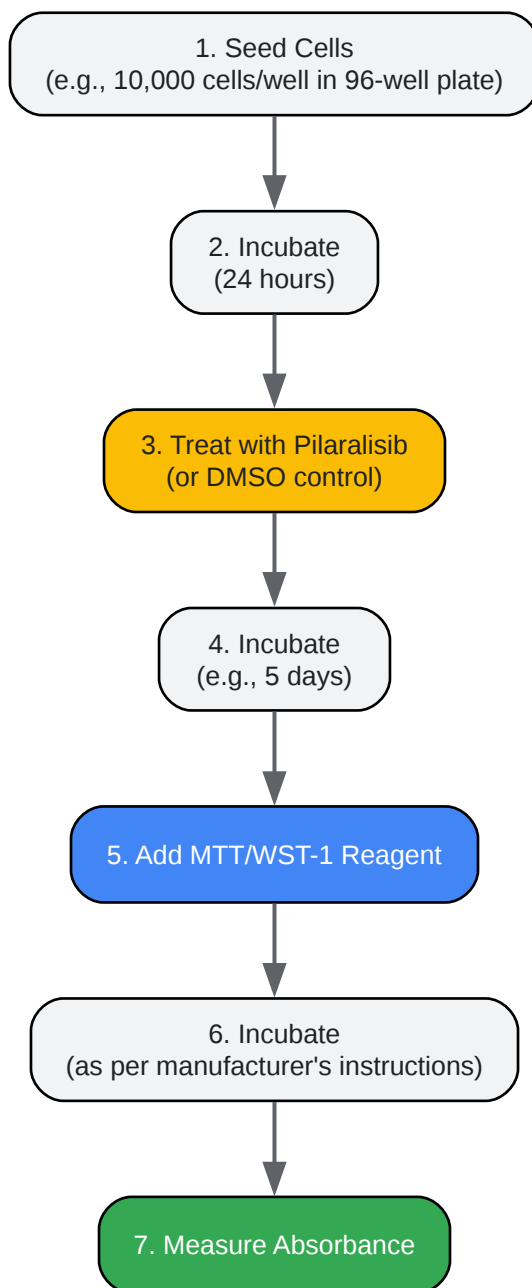 1. Seed Cells
(e.g., 10,000 cells/well in 96-well plate)
2. Incubate
(24 hours)
3. Treat with Pilaralisib
(or DMSO control)
4. Incubate
(e.g., 5 days)
5. Add MTT/WST-1 Reagent
6. Incubate
(as per manufacturer's instructions)
7. Measure Absorbance